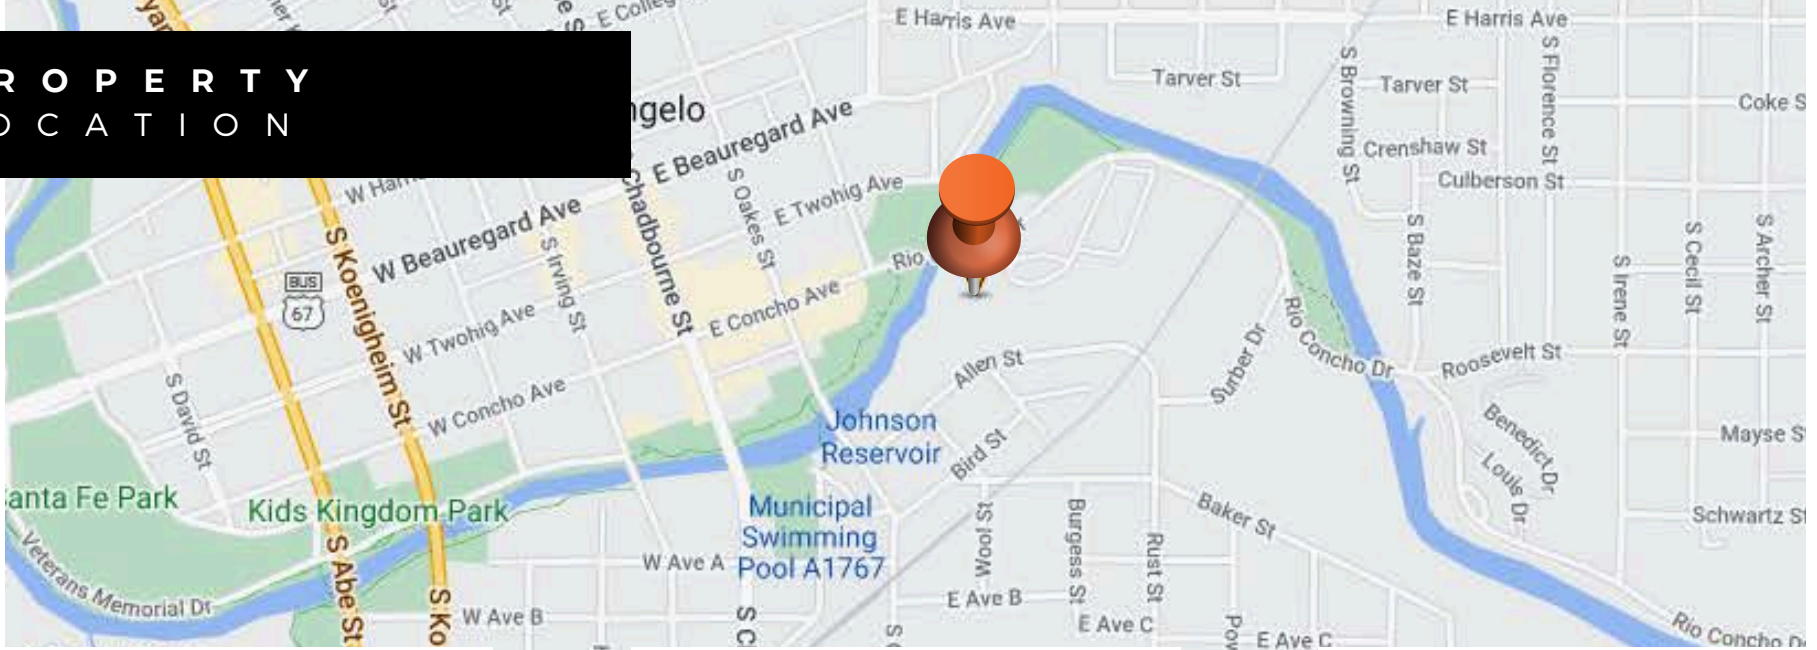 ROPERTY
OCATION
E Harris Ave
E Harris Ave
Tarver St
Tarver St
S Browning St
S Florence St
Coke S
ngelo
E Beauregard Ave
Crenshaw St
Culberson St
W Beauregard Ave
S Oakes St
E Twohig Ave
Chadbourne St
S Irving St
S Koenigheim St
BUS
67
Rio
S Baze St
S Irene St
S Cecil St
S Archer St
E Concho Ave
W Twohig Ave
W Concho Ave
S David St
Allen St
Surber Dr
Rio Concho Dr
Roosevelt St
Johnson
Reservoir
Bird St
Benedict Dr
Louis Dr
Mayse St
anta Fe Park
Kids Kingdom Park
Municipal
Swimming
Pool A1767
Baker St
Schwartz St
Veterans Memorial Dr
S Abe St
S Ko
W Ave A
W Ave B
S C
Wool St
Burgess St
Rust St
E Ave B
E Ave C
E Ave C
Rio Concho Dr